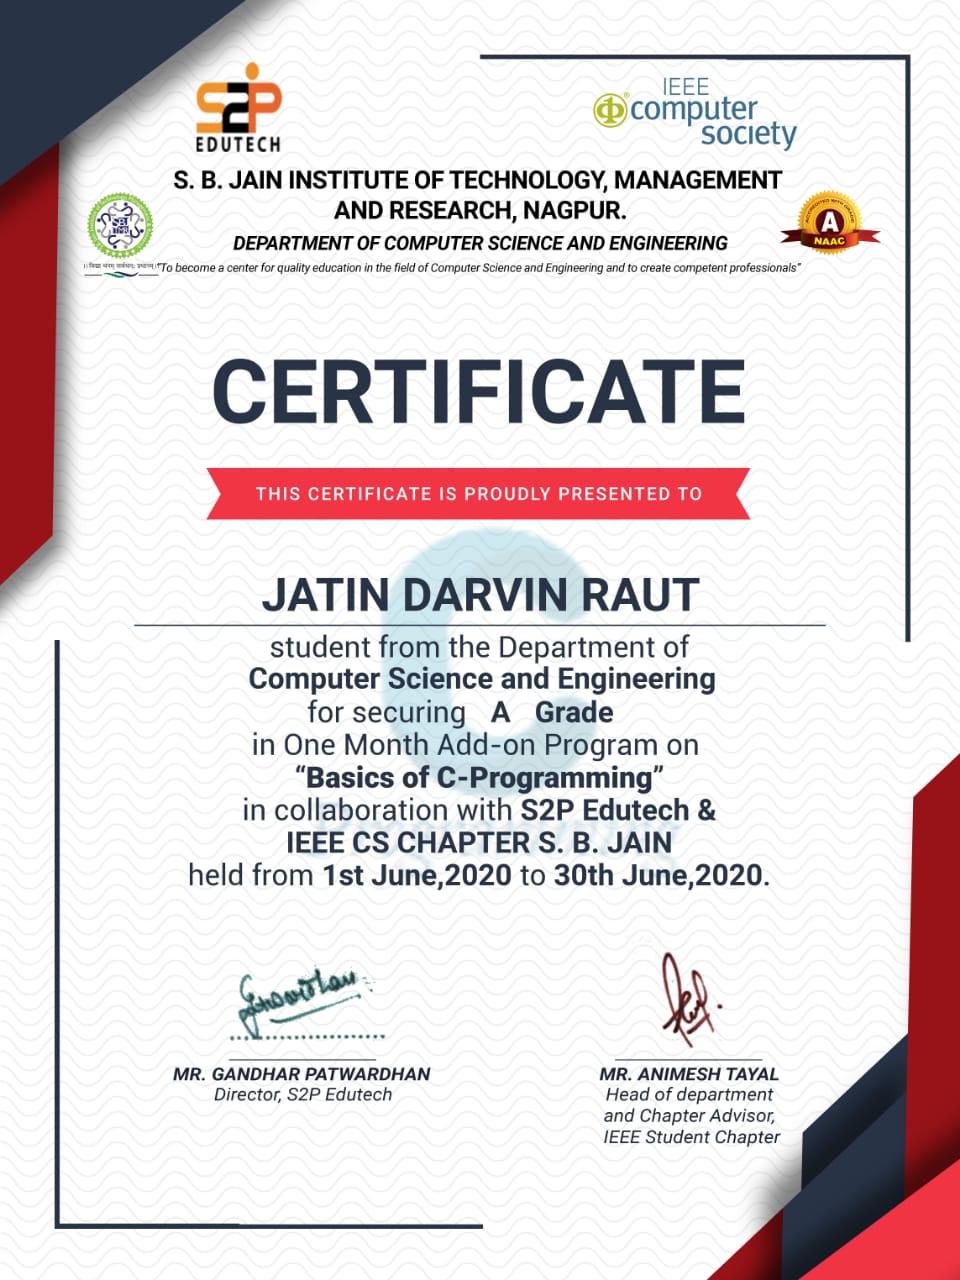 S2P
EDUTECH
IEEE
computer
society
S. B. JAIN INSTITUTE OF TECHNOLOGY, MANAGEMENT
AND RESEARCH, NAGPUR.
DEPARTMENT OF COMPUTER SCIENCE AND ENGINEERING
"To become a center for quality education in the field of Computer Science and Engineering and to create competent professionals"
ACCREDITED WITH GRADE
A
NAAC
CERTIFICATE
THIS CERTIFICATE IS PROUDLY PRESENTED TO
JATIN DARVIN RAUT
student from the Department of
Computer Science and Engineering
for securing A Grade
in One Month Add-on Program on
“Basics of C-Programming”
in collaboration with S2P Edutech &
IEEE CS CHAPTER S. B. JAIN
held from 1st June,2020 to 30th June,2020.
C
Programming
MR. GANDHAR PATWARDHAN
Director, S2P Edutech
MR. ANIMESH TAYAL
Head of department
and Chapter Advisor,
IEEE Student Chapter